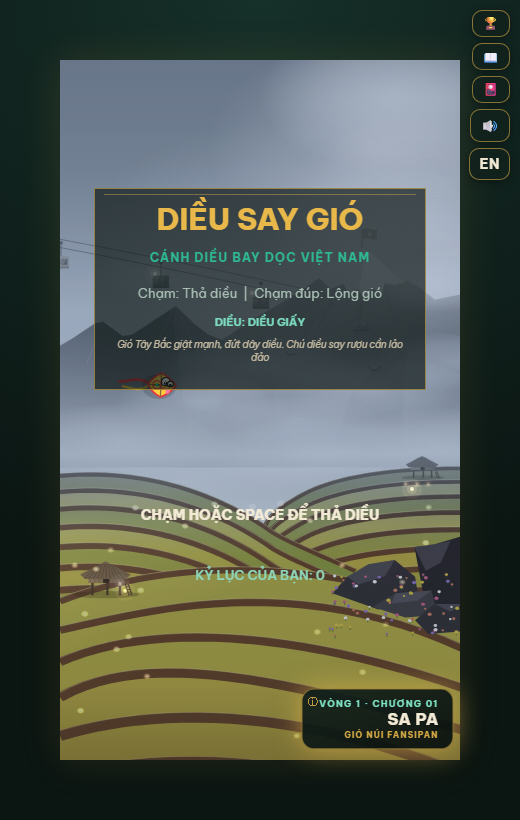 EN
DIỀU SAY GIÓ
CÁNH DIỀU BAY DỌC VIỆT NAM
Chạm: Thả diều | Chạm đúp: Lộng gió
DIỀU: DIỀU GIẤY
Gió Tây Bắc giật mạnh, đứt dây diều. Chú diều say rượu cần lảo
đảo
CHẠM HOẶC SPACE ĐỂ THẢ DIỀU
KỶ LỤC CỦA BẠN: 0
VÒNG 1 · CHƯƠNG 01
SA PA
GIÓ NÚI FANSIPAN